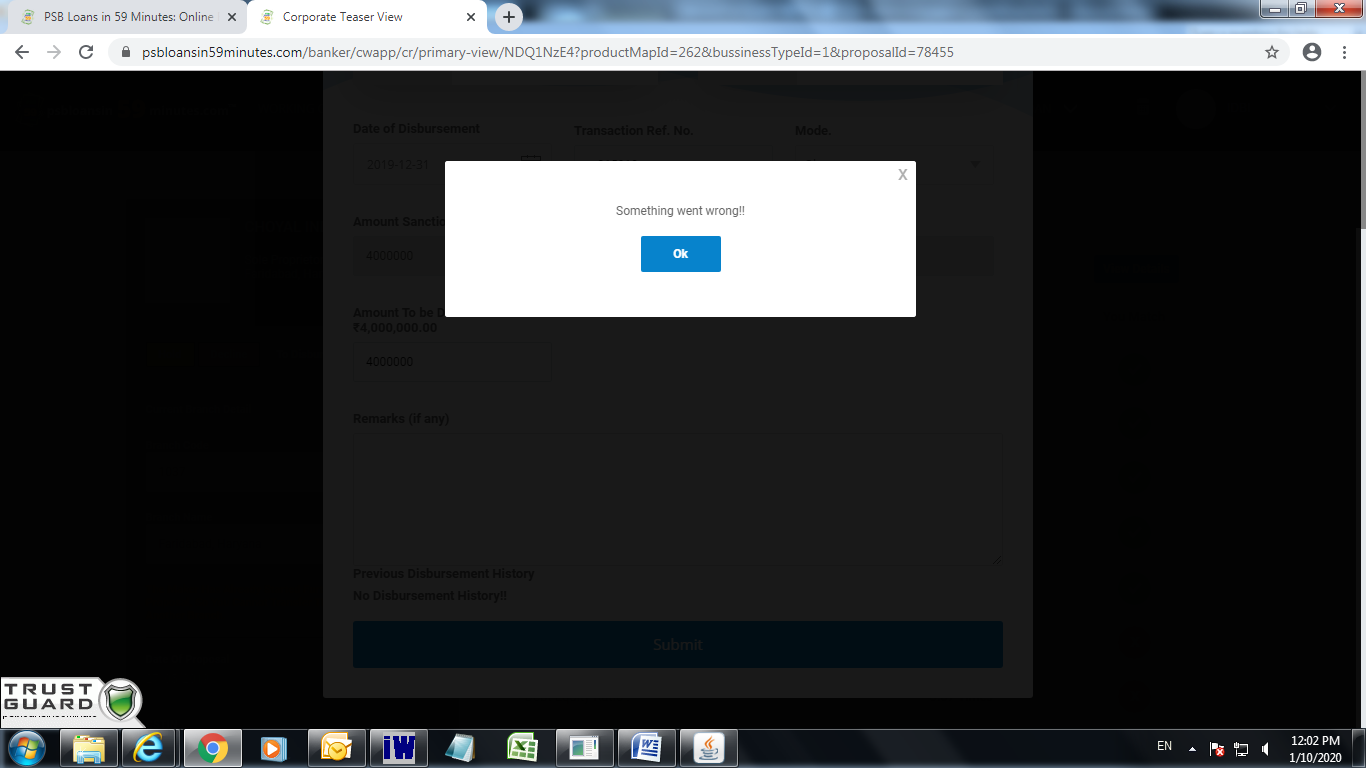 PSB Loans in 59 Minutes: Online
Corporate Teaser View
psbloansin59minutes.com/banker/cwapp/cr/primary-view/NDQ1NzE4?productMapId=262&bussinessTypeId=1&proposalId=78455
Date of Disbursement
Transaction Ref. No.
Mode.
2019-12-31
X
Something went wrong!!
Ok
Amount Sanctio
4000000
Amount To be D
₹4,000,000.00
4000000
Remarks (if any)
Previous Disbursement History
No Disbursement History!!
Submit
TRUST
GUARD
EN
12:02 PM
1/10/2020